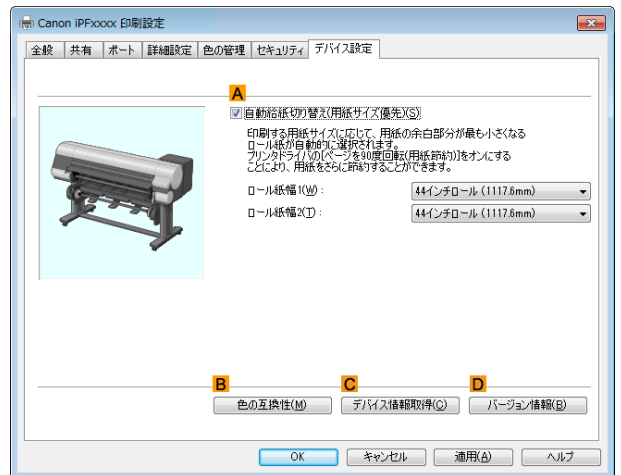 Canon iPFxxxx 印刷設定
全般 共有 ポート 詳細設定 色の管理 セキュリティ デバイス設定
A
自動給紙切り替え(用紙サイズ優先)(S)
印刷する用紙サイズに応じて、用紙の余白部分が最も小さくなる
ロール紙が自動的に選択されます。
プリンタドライバの[ページを90度回転(用紙節約)]をオンにする
ことにより、用紙をさらに節約することができます。
ロール紙幅1(W) : 44インチロール (1117.6mm)
ロール紙幅2(T) : 44インチロール (1117.6mm)
B C D
色の互換性(M) デバイス情報取得(C) バージョン情報(B)
OK キャンセル 適用(A) ヘルプ